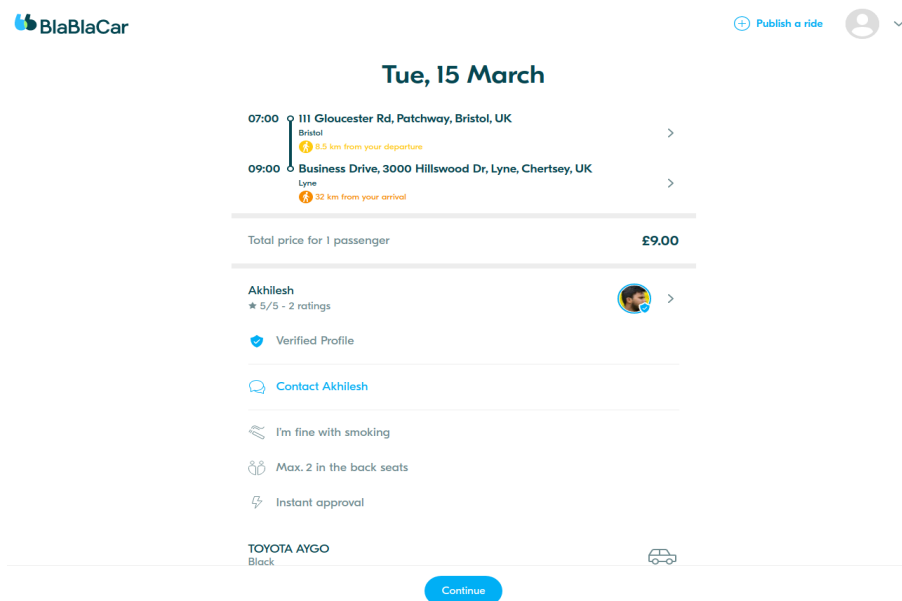 BlaBlaCar
Publish a ride
Tue, 15 March
07:00 111 Gloucester Rd, Patchway, Bristol, UK
Bristol
8.5 km from your departure
09:00 Business Drive, 3000 Hillswood Dr, Lyne, Chertsey, UK
Lyne
32 km from your arrival
Total price for 1 passenger £9.00
Akhilesh
★ 5/5 - 2 ratings
Verified Profile
Contact Akhilesh
I'm fine with smoking
Max. 2 in the back seats
Instant approval
TOYOTA AYGO
Black
Continue